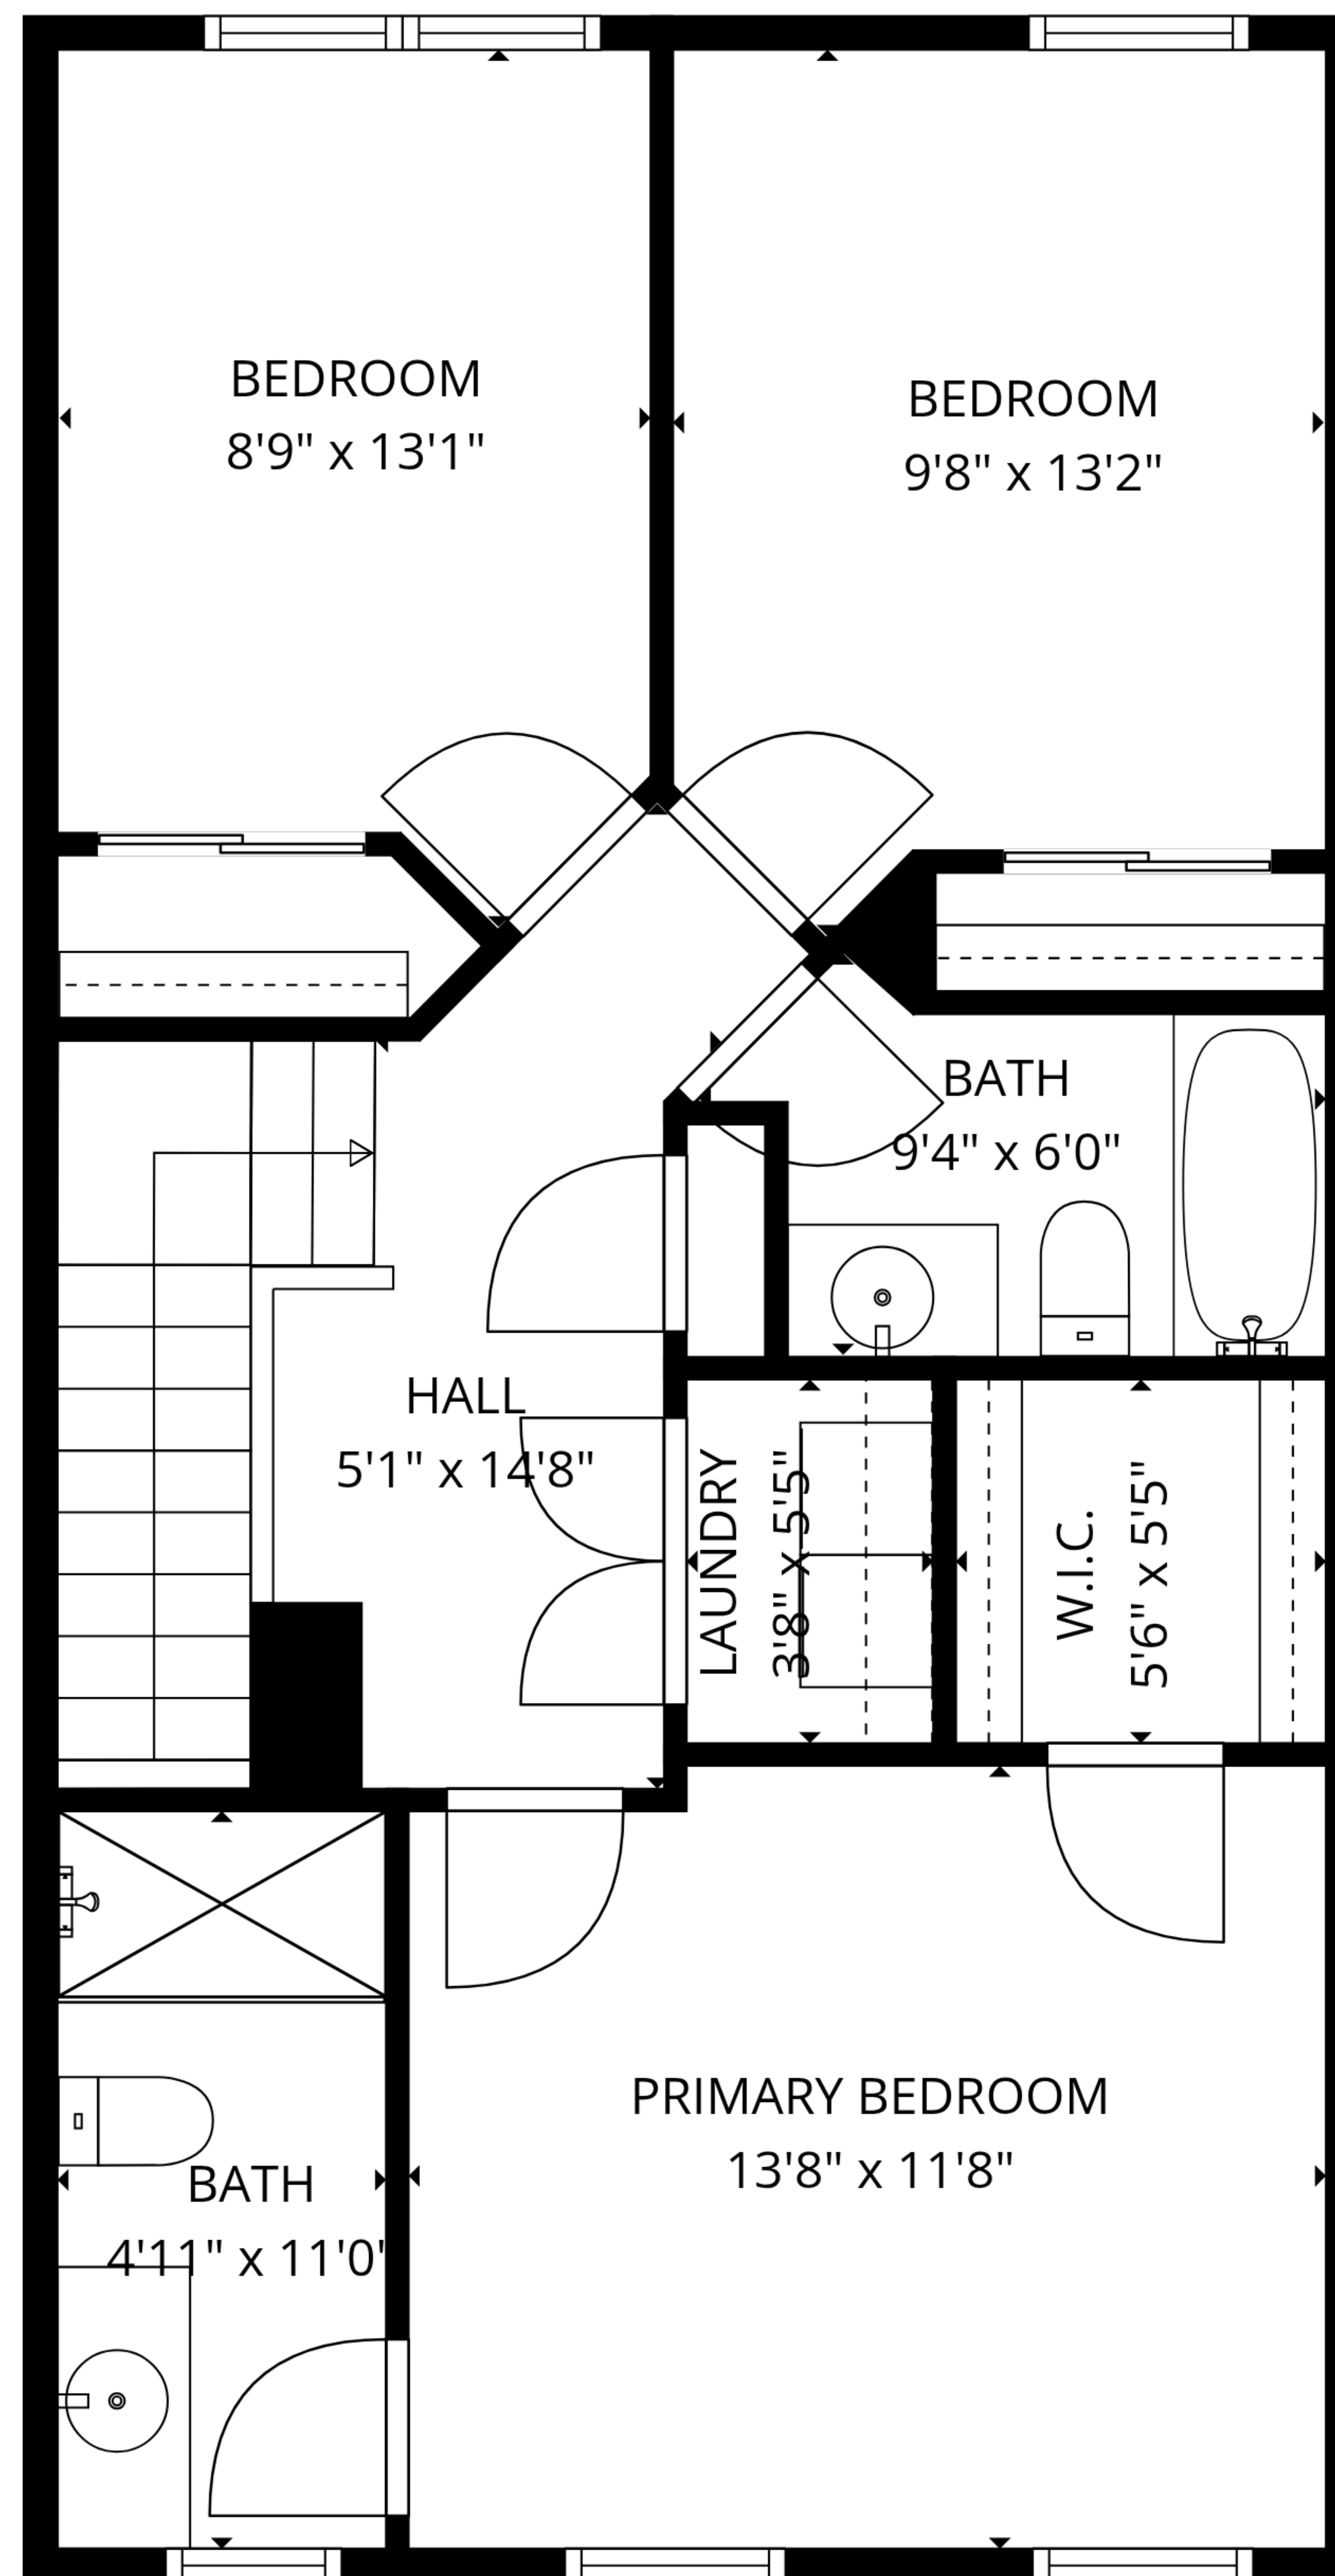 BEDROOM
8'9" x 13'1"
BEDROOM
9'8" x 13'2"
BATH
9'4" x 6'0"
HALL
5'1" x 14'8"
LAUNDRY
3'8" x 5'5"
W.I.C.
5'6" x 5'5"
PRIMARY BEDROOM
13'8" x 11'8"
BATH
4'11" x 11'0"